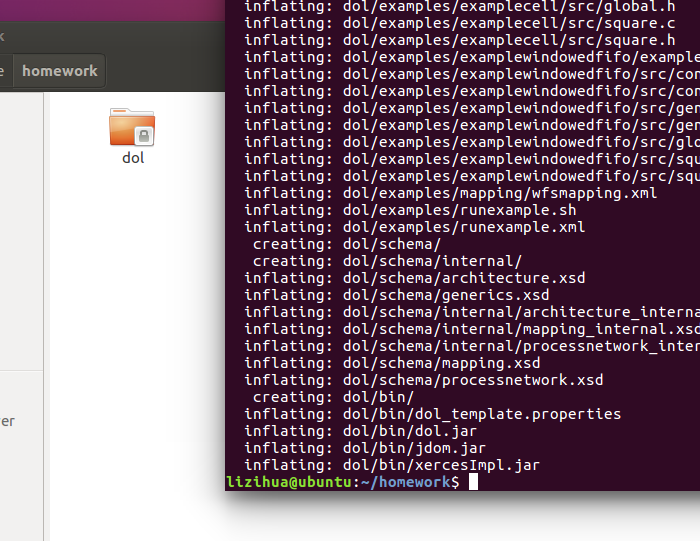 k
e
homework
dol
ver
inflating: dol/examples/examplecell/src/global.h
inflating: dol/examples/examplecell/src/square.c
inflating: dol/examples/examplecell/src/square.h
inflating: dol/examples/examplewindowedfifo/example
inflating: dol/examples/examplewindowedfifo/src/con
inflating: dol/examples/examplewindowedfifo/src/con
inflating: dol/examples/examplewindowedfifo/src/gen
inflating: dol/examples/examplewindowedfifo/src/gen
inflating: dol/examples/examplewindowedfifo/src/glo
inflating: dol/examples/examplewindowedfifo/src/squ
inflating: dol/examples/examplewindowedfifo/src/squ
inflating: dol/examples/mapping/wfsmapping.xml
inflating: dol/examples/runexample.sh
inflating: dol/examples/runexample.xml
creating: dol/schema/
creating: dol/schema/internal/
inflating: dol/schema/architecture.xsd
inflating: dol/schema/generics.xsd
inflating: dol/schema/internal/architecture_interna
inflating: dol/schema/internal/mapping_internal.xsd
inflating: dol/schema/internal/processnetwork_inter
inflating: dol/schema/mapping.xsd
inflating: dol/schema/processnetwork.xsd
creating: dol/bin/
inflating: dol/bin/dol_template.properties
inflating: dol/bin/dol.jar
inflating: dol/bin/jdom.jar
inflating: dol/bin/xercesImpl.jar
lizihua@ubuntu:~/homework$